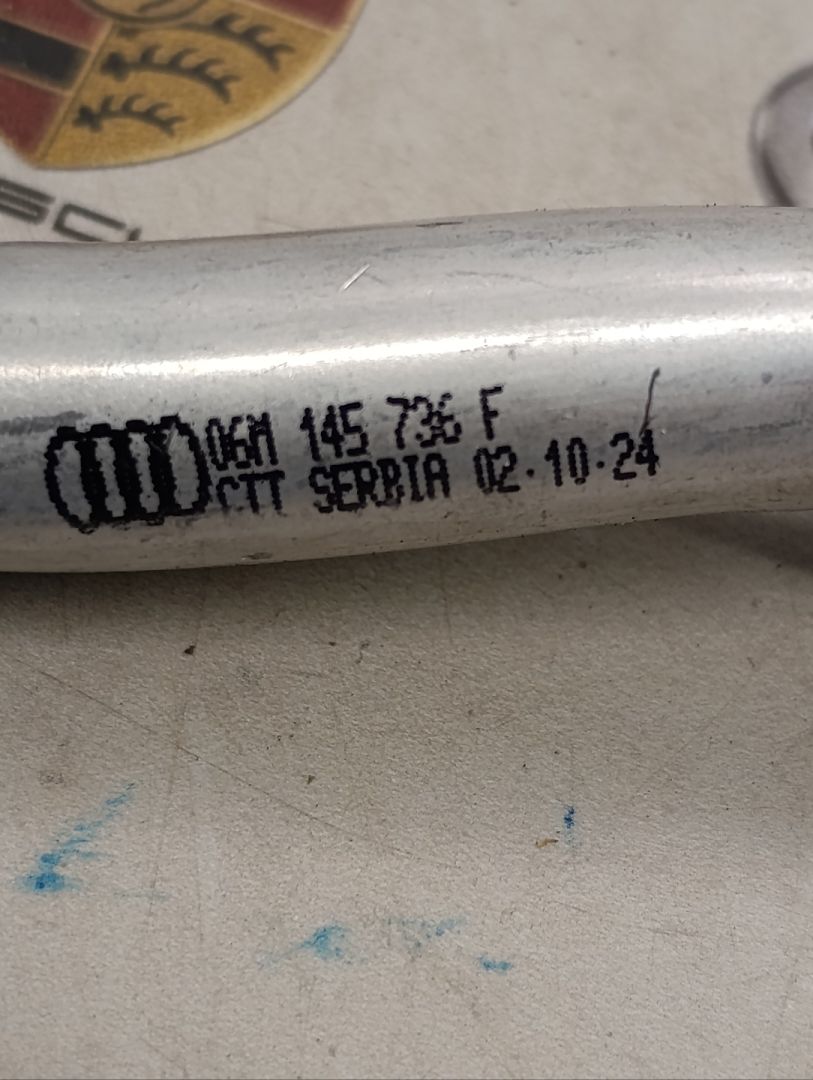 06M 145 736 F
CTT SERBIA 02·10·24